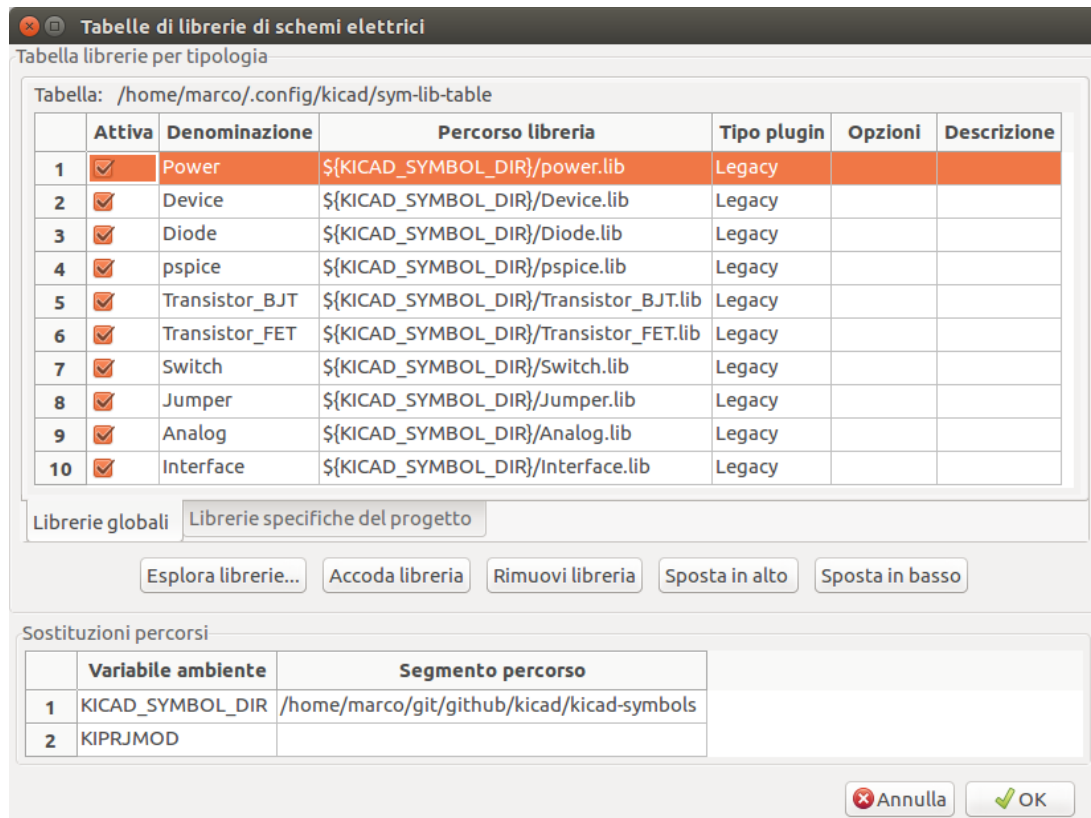 Tabelle di librerie di schemi elettrici
Tabella librerie per tipologia
Tabella: /home/marco/.config/kicad/sym-lib-table
Attiva Denominazione Percorso libreria Tipo plugin Opzioni Descrizione
1 Power ${KICAD_SYMBOL_DIR}/power.lib Legacy
2 Device ${KICAD_SYMBOL_DIR}/Device.lib Legacy
3 Diode ${KICAD_SYMBOL_DIR}/Diode.lib Legacy
4 pspice ${KICAD_SYMBOL_DIR}/pspice.lib Legacy
5 Transistor_BJT ${KICAD_SYMBOL_DIR}/Transistor_BJT.lib Legacy
6 Transistor_FET ${KICAD_SYMBOL_DIR}/Transistor_FET.lib Legacy
7 Switch ${KICAD_SYMBOL_DIR}/Switch.lib Legacy
8 Jumper ${KICAD_SYMBOL_DIR}/Jumper.lib Legacy
9 Analog ${KICAD_SYMBOL_DIR}/Analog.lib Legacy
10 Interface ${KICAD_SYMBOL_DIR}/Interface.lib Legacy
Librerie globali Librerie specifiche del progetto
Esplora librerie... Accoda libreria Rimuovi libreria Sposta in alto Sposta in basso
Sostituzioni percorsi
Variabile ambiente Segmento percorso
1 KICAD_SYMBOL_DIR /home/marco/git/github/kicad/kicad-symbols
2 KIPRJMOD
Annulla OK